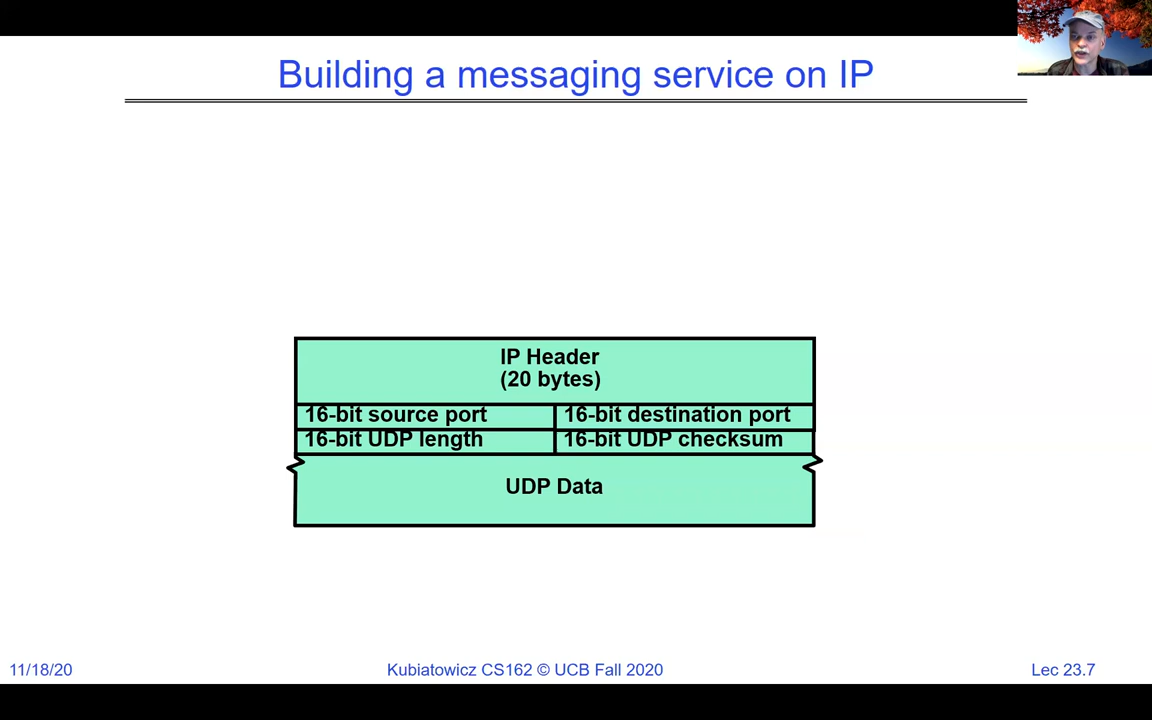 Building a messaging service on IP
IP Header
(20 bytes)
16-bit source port
16-bit destination port
16-bit UDP length
16-bit UDP checksum
UDP Data
11/18/20
Kubiatowicz CS162 © UCB Fall 2020
Lec 23.7